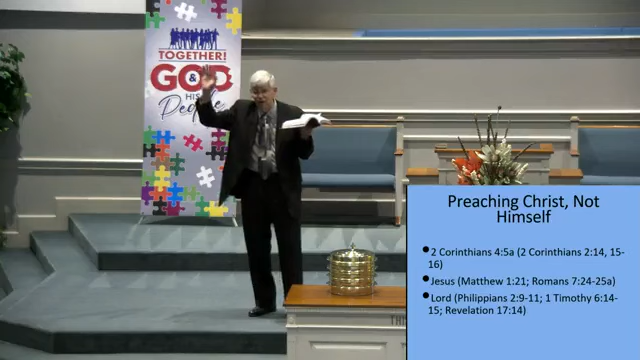 TOGETHER!
GOD
&
HIS
People
Preaching Christ, Not
Himself
2 Corinthians 4:5a (2 Corinthians 2:14, 15-
16)
Jesus (Matthew 1:21; Romans 7:24-25a)
Lord (Philippians 2:9-11; 1 Timothy 6:14-
15; Revelation 17:14)
THIS